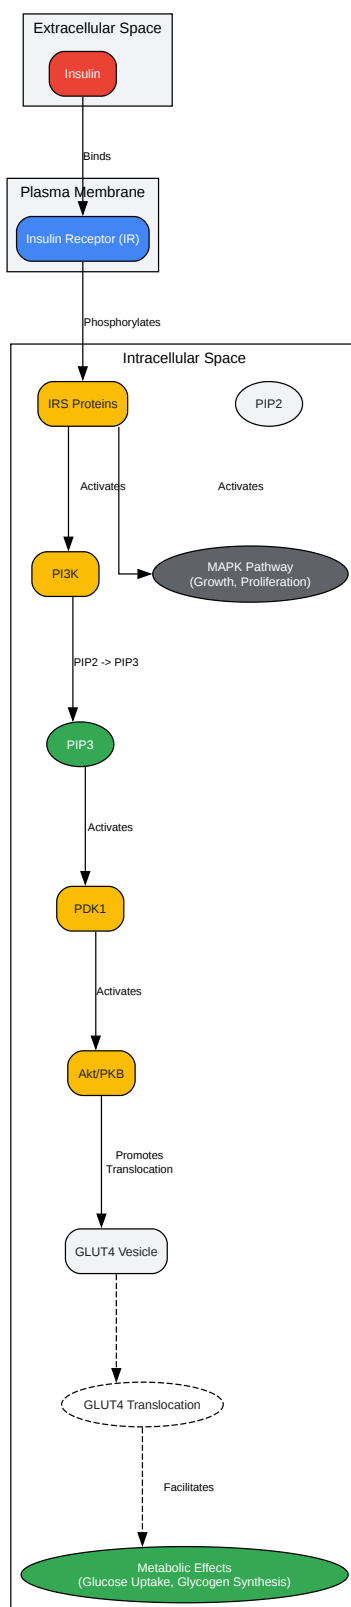 Extracellular Space
Insulin
Binds
Plasma Membrane
Insulin Receptor (IR)
Phosphorylates
Intracellular Space
IRS Proteins
PIP2
Activates
Activates
PI3K
MAPK Pathway
(Growth, Proliferation)
PIP2 -> PIP3
PIP3
Activates
PDK1
Activates
Akt/PKB
Promotes
Translocation
GLUT4 Vesicle
GLUT4 Translocation
Facilitates
Metabolic Effects
(Glucose Uptake, Glycogen Synthesis)